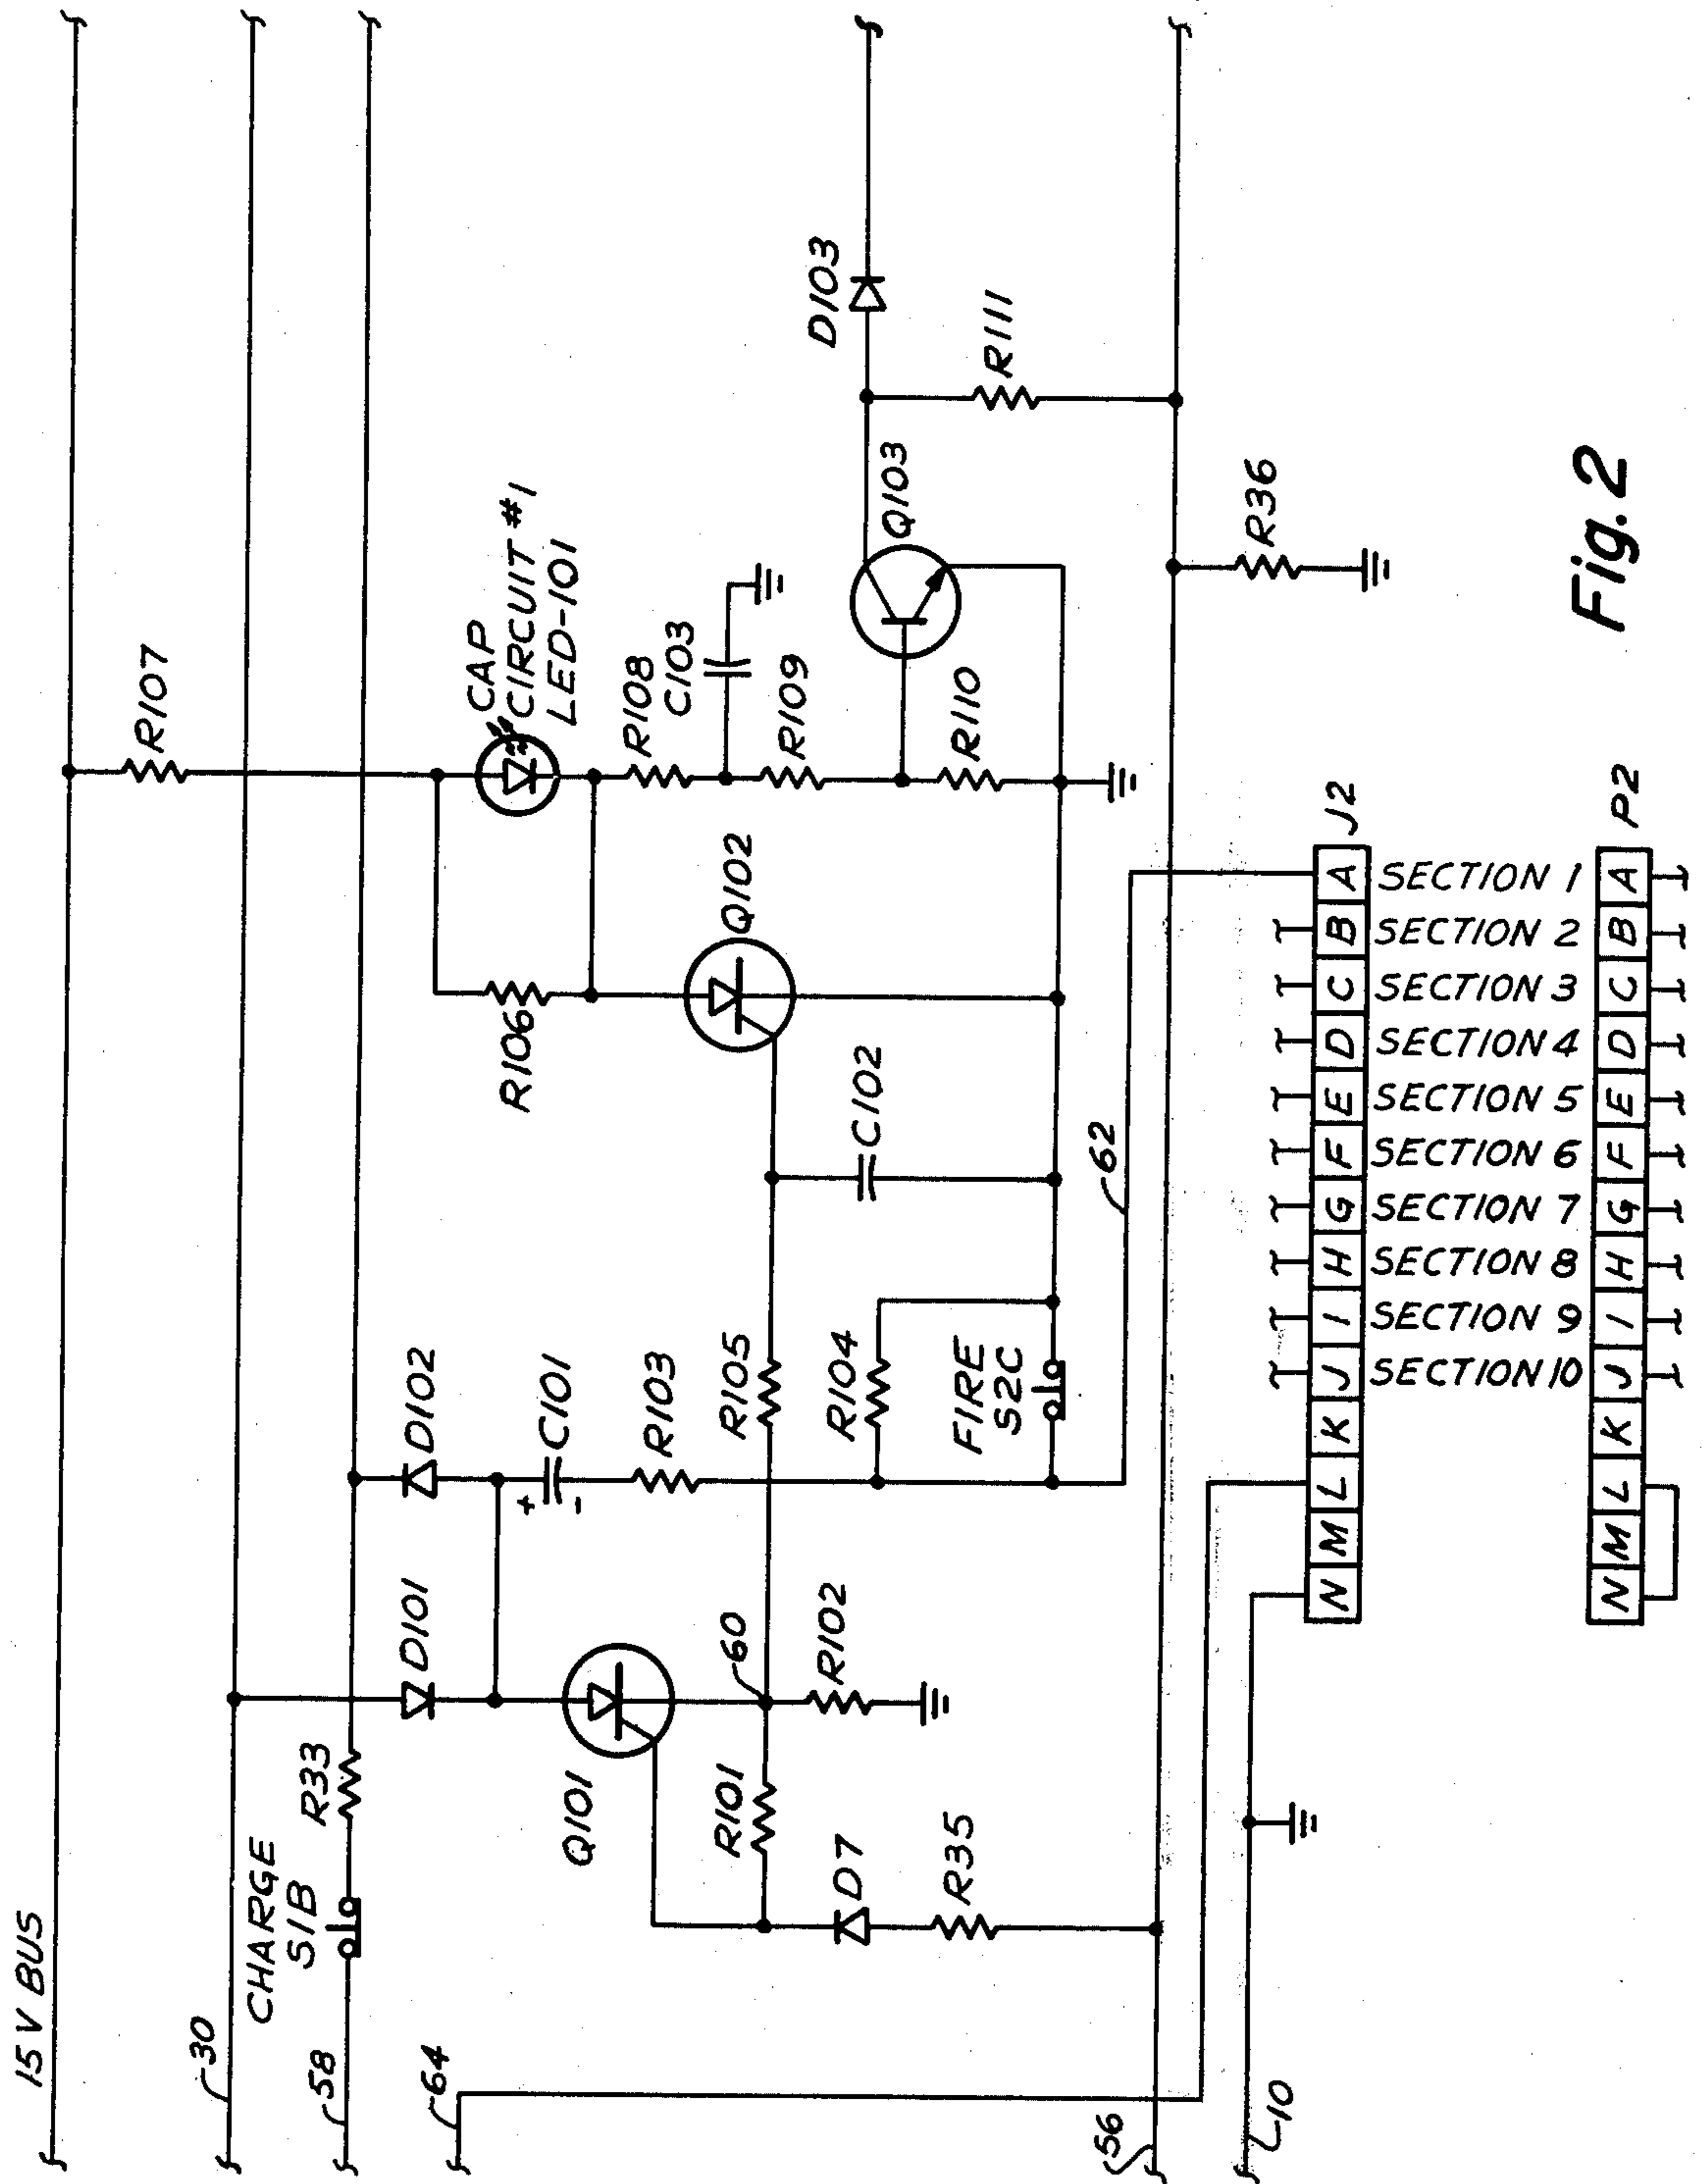 15 V BUS
30
58
64
56
10
CHARGE
S1B
R33
R107
D101
D102
Q101
C101
R103
R101
60
R102
R105
R104
D7
R35
FIRE
S2C
62
R106
Q102
C102
CAP
CIRCUIT #1
LED-101
R108
C103
R109
R110
Q103
D103
R111
R36
J2
N M L K J I H G F E D C B A
SECTION 10
SECTION 9
SECTION 8
SECTION 7
SECTION 6
SECTION 5
SECTION 4
SECTION 3
SECTION 2
SECTION 1
N M L K J I H G F E D C B A
P2
Fig. 2